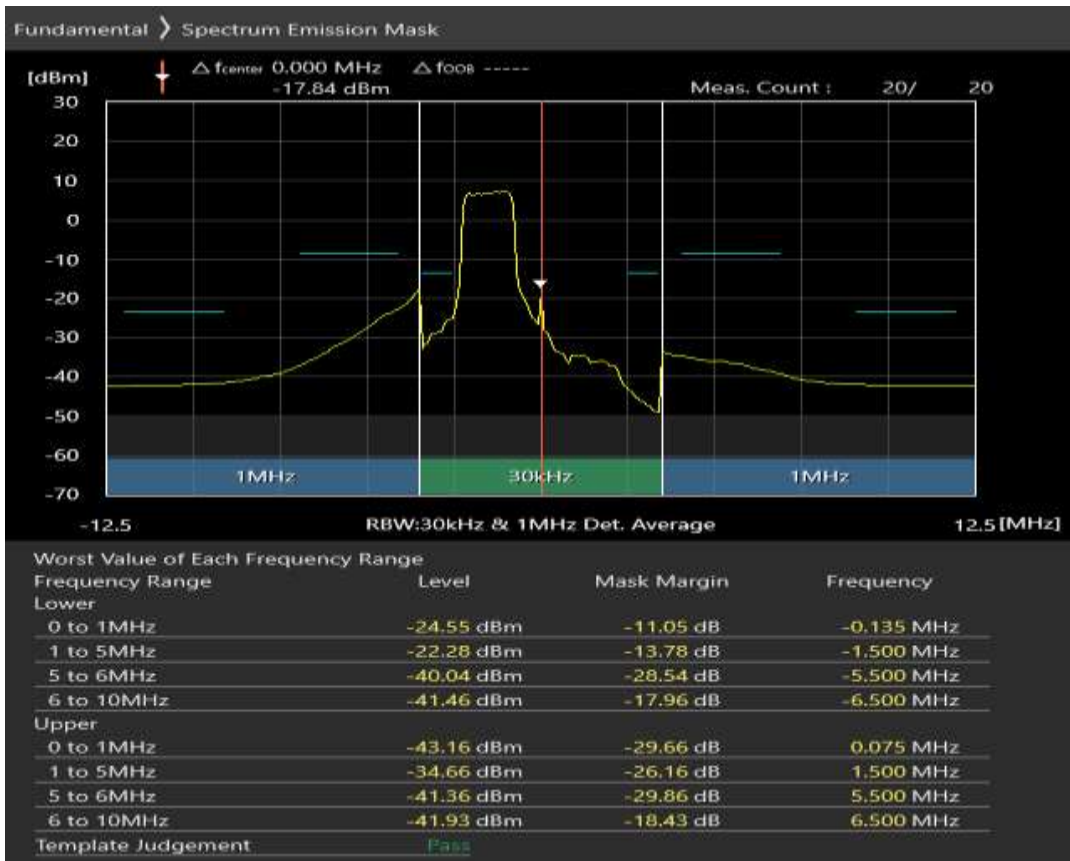 Fundamental ❯ Spectrum Emission Mask
[dBm] △ fcenter 0.000 MHz △ fOOB -----
-17.84 dBm Meas. Count : 20/ 20
30
20
10
0
-10
-20
-30
-40
-50
-60
-70
1MHz 30kHz 1MHz
-12.5 RBW:30kHz & 1MHz Det. Average 12.5 [MHz]
Worst Value of Each Frequency Range
Frequency Range Level Mask Margin Frequency
Lower
0 to 1MHz -24.55 dBm -11.05 dB -0.135 MHz
1 to 5MHz -22.28 dBm -13.78 dB -1.500 MHz
5 to 6MHz -40.04 dBm -28.54 dB -5.500 MHz
6 to 10MHz -41.46 dBm -17.96 dB -6.500 MHz
Upper
0 to 1MHz -43.16 dBm -29.66 dB 0.075 MHz
1 to 5MHz -34.66 dBm -26.16 dB 1.500 MHz
5 to 6MHz -41.36 dBm -29.86 dB 5.500 MHz
6 to 10MHz -41.93 dBm -18.43 dB 6.500 MHz
Template Judgement Pass